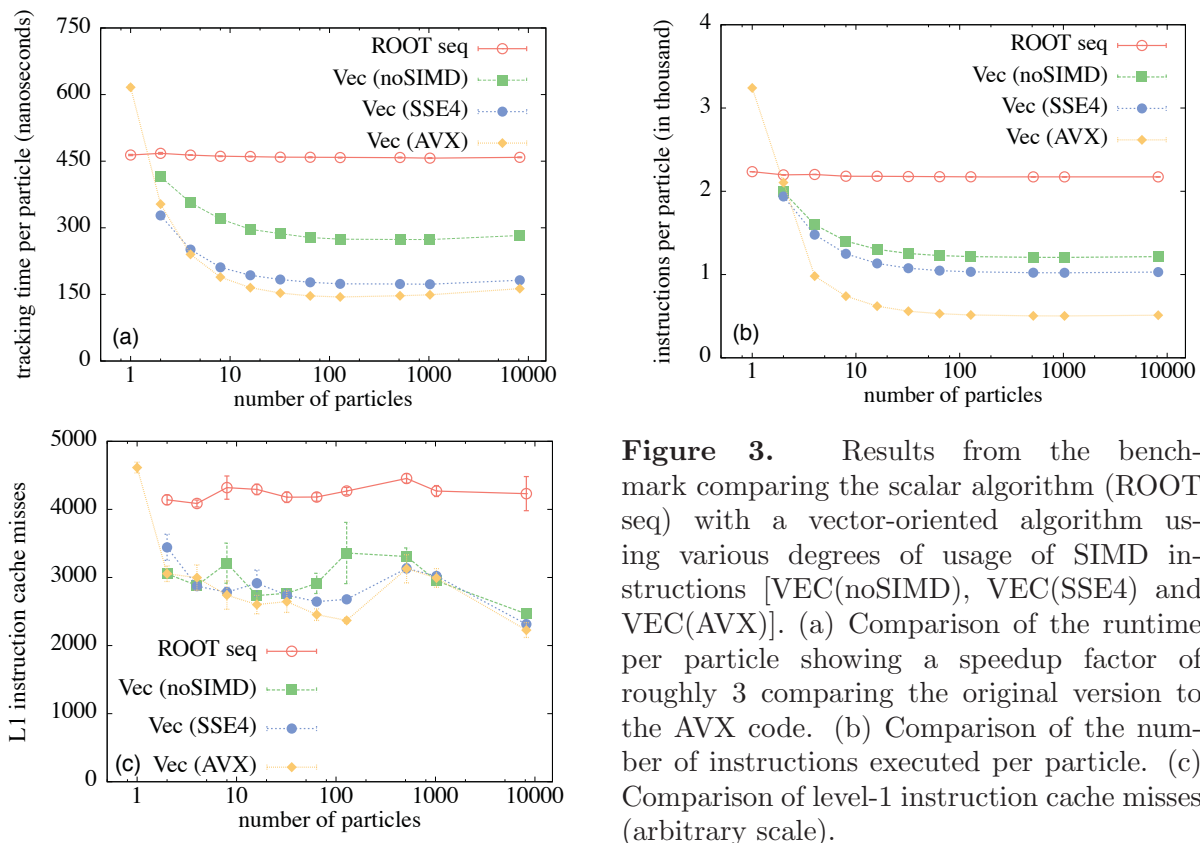 750
600
450
300
150
0
tracking time per particle (nanoseconds)
ROOT seq
Vec (noSIMD)
Vec (SSE4)
Vec (AVX)
(a)
1 10 100 1000 10000
number of particles
4
3
2
1
0
instructions per particle (in thousand)
ROOT seq
Vec (noSIMD)
Vec (SSE4)
Vec (AVX)
(b)
1 10 100 1000 10000
number of particles
5000
4000
3000
2000
1000
0
L1 instruction cache misses
ROOT seq
Vec (noSIMD)
Vec (SSE4)
Vec (AVX)
(c)
1 10 100 1000 10000
number of particles
Figure 3. Results from the bench-
mark comparing the scalar algorithm (ROOT
seq) with a vector-oriented algorithm us-
ing various degrees of usage of SIMD in-
structions [VEC(noSIMD), VEC(SSE4) and
VEC(AVX)]. (a) Comparison of the runtime
per particle showing a speedup factor of
roughly 3 comparing the original version to
the AVX code. (b) Comparison of the num-
ber of instructions executed per particle. (c)
Comparison of level-1 instruction cache misses
(arbitrary scale).